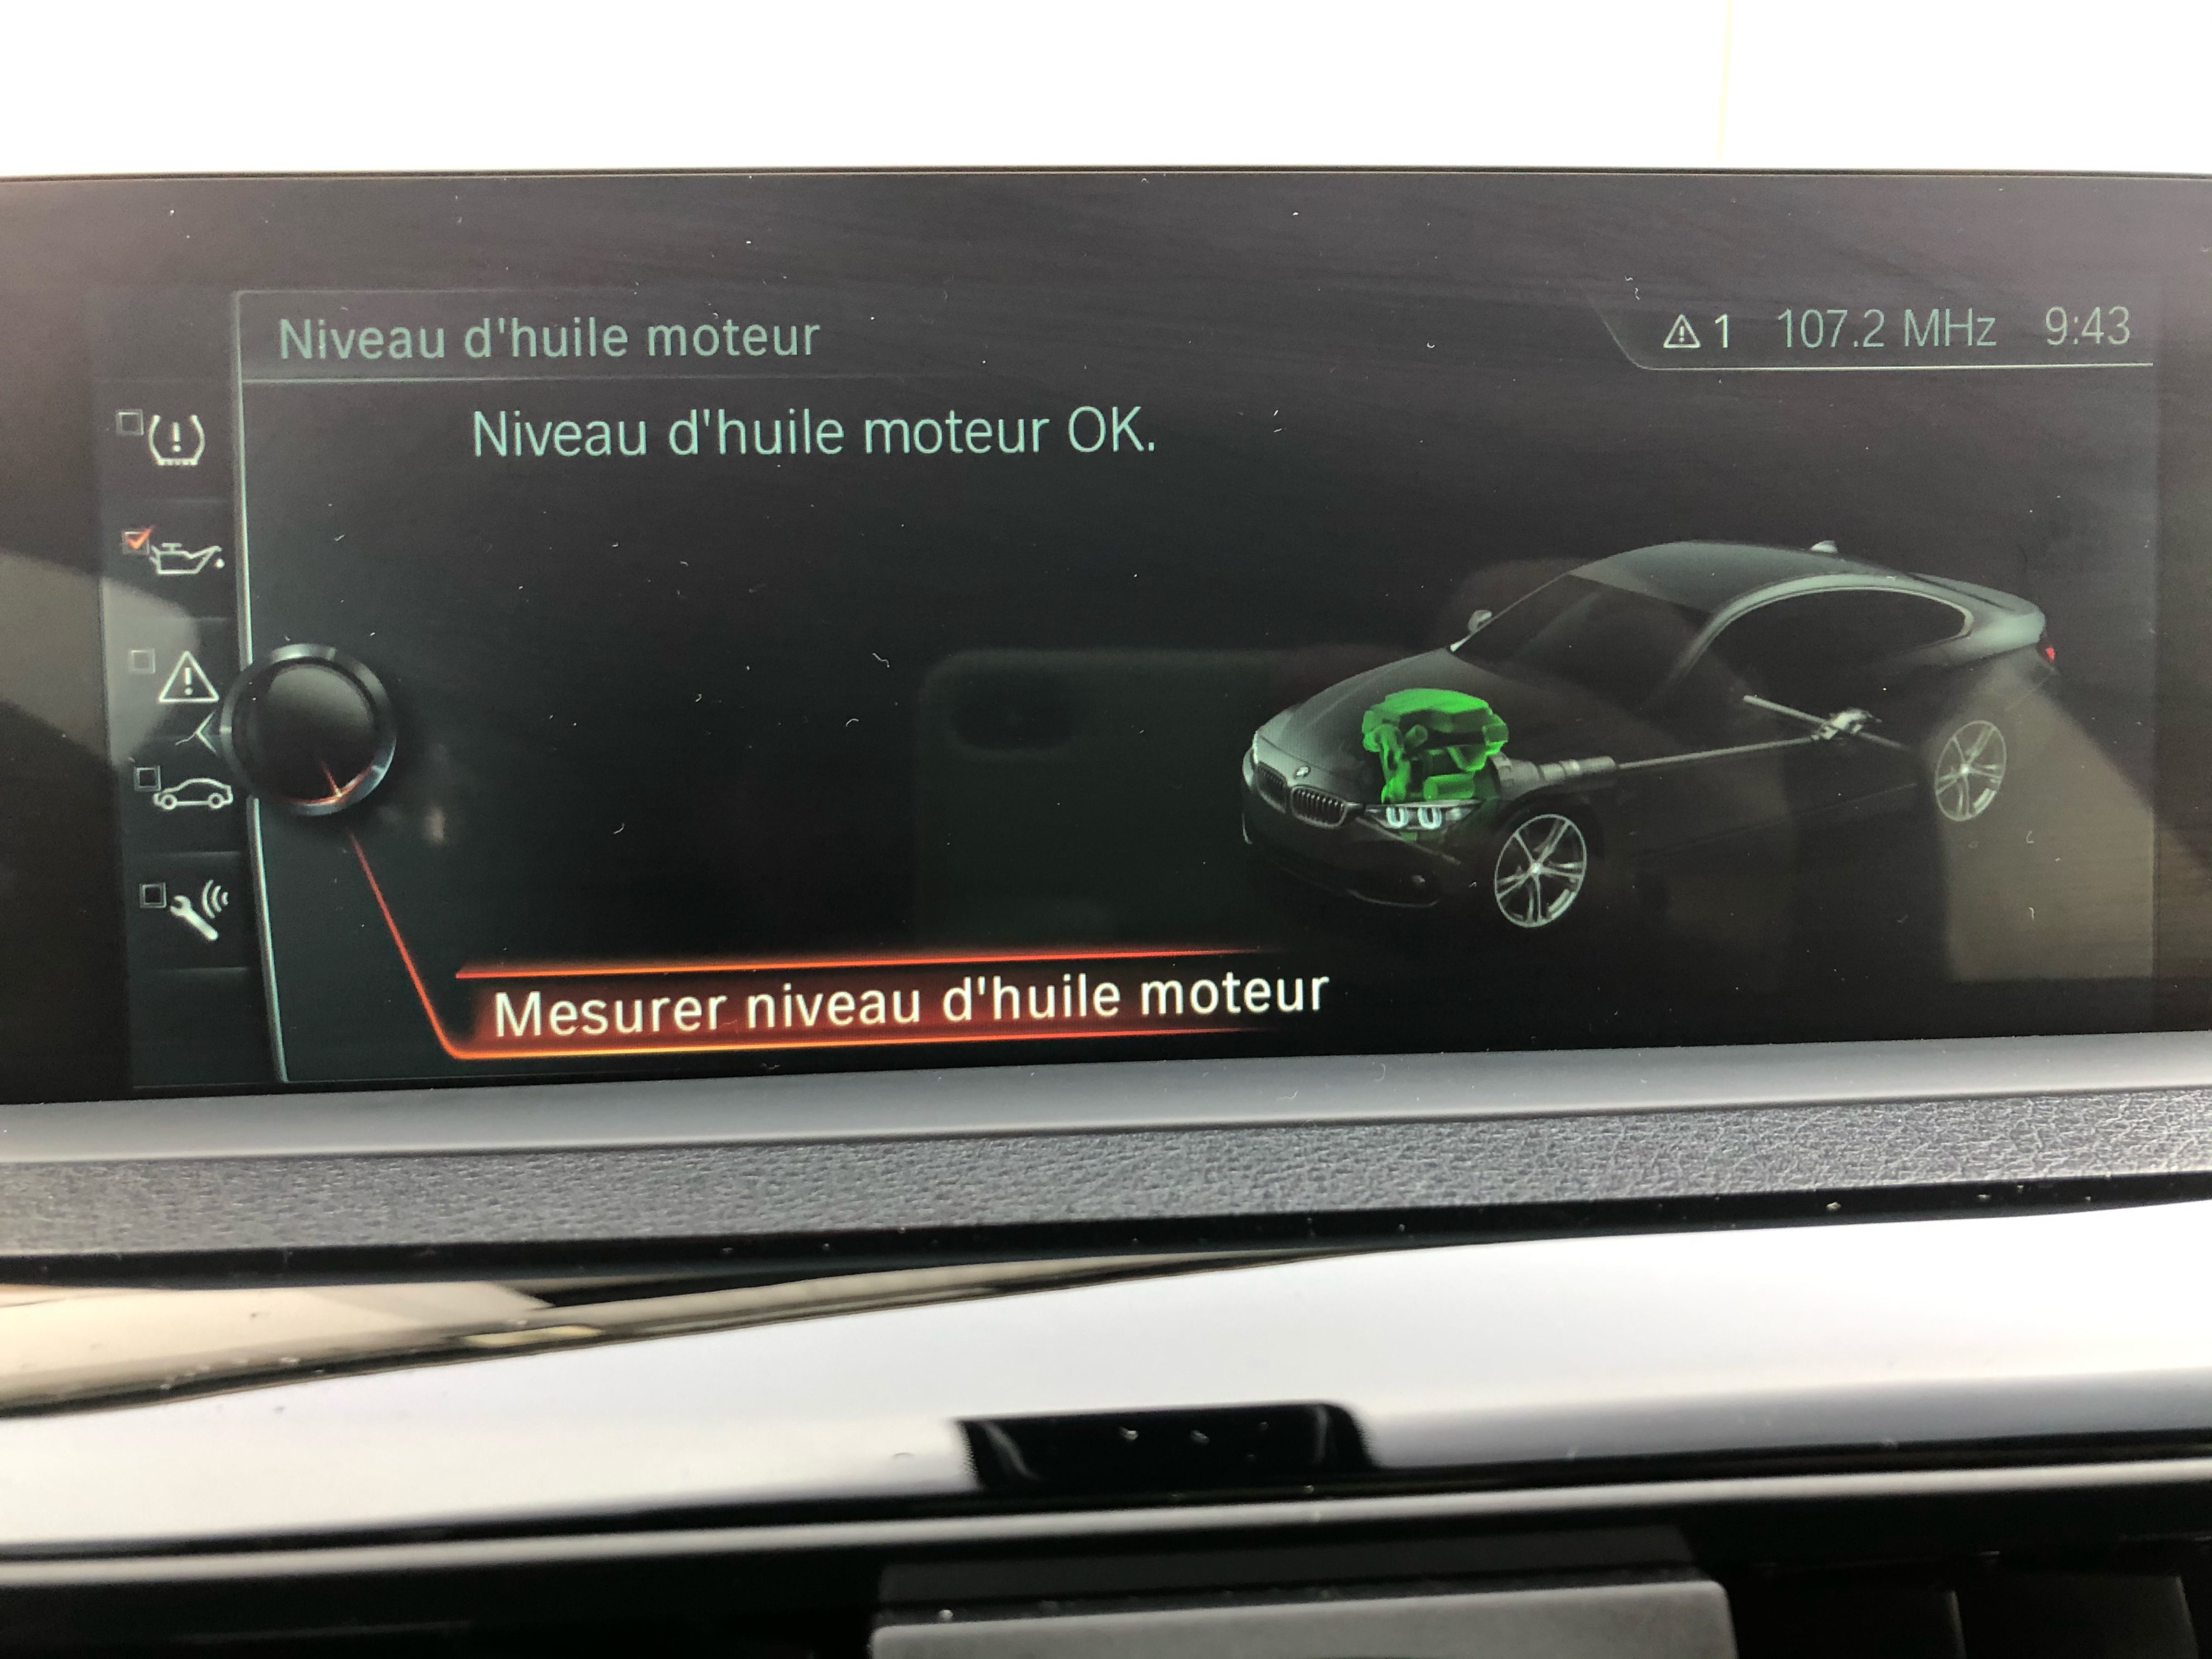 Niveau d'huile moteur
1 107.2 MHz 9:43
Niveau d'huile moteur OK.
Mesurer niveau d'huile moteur